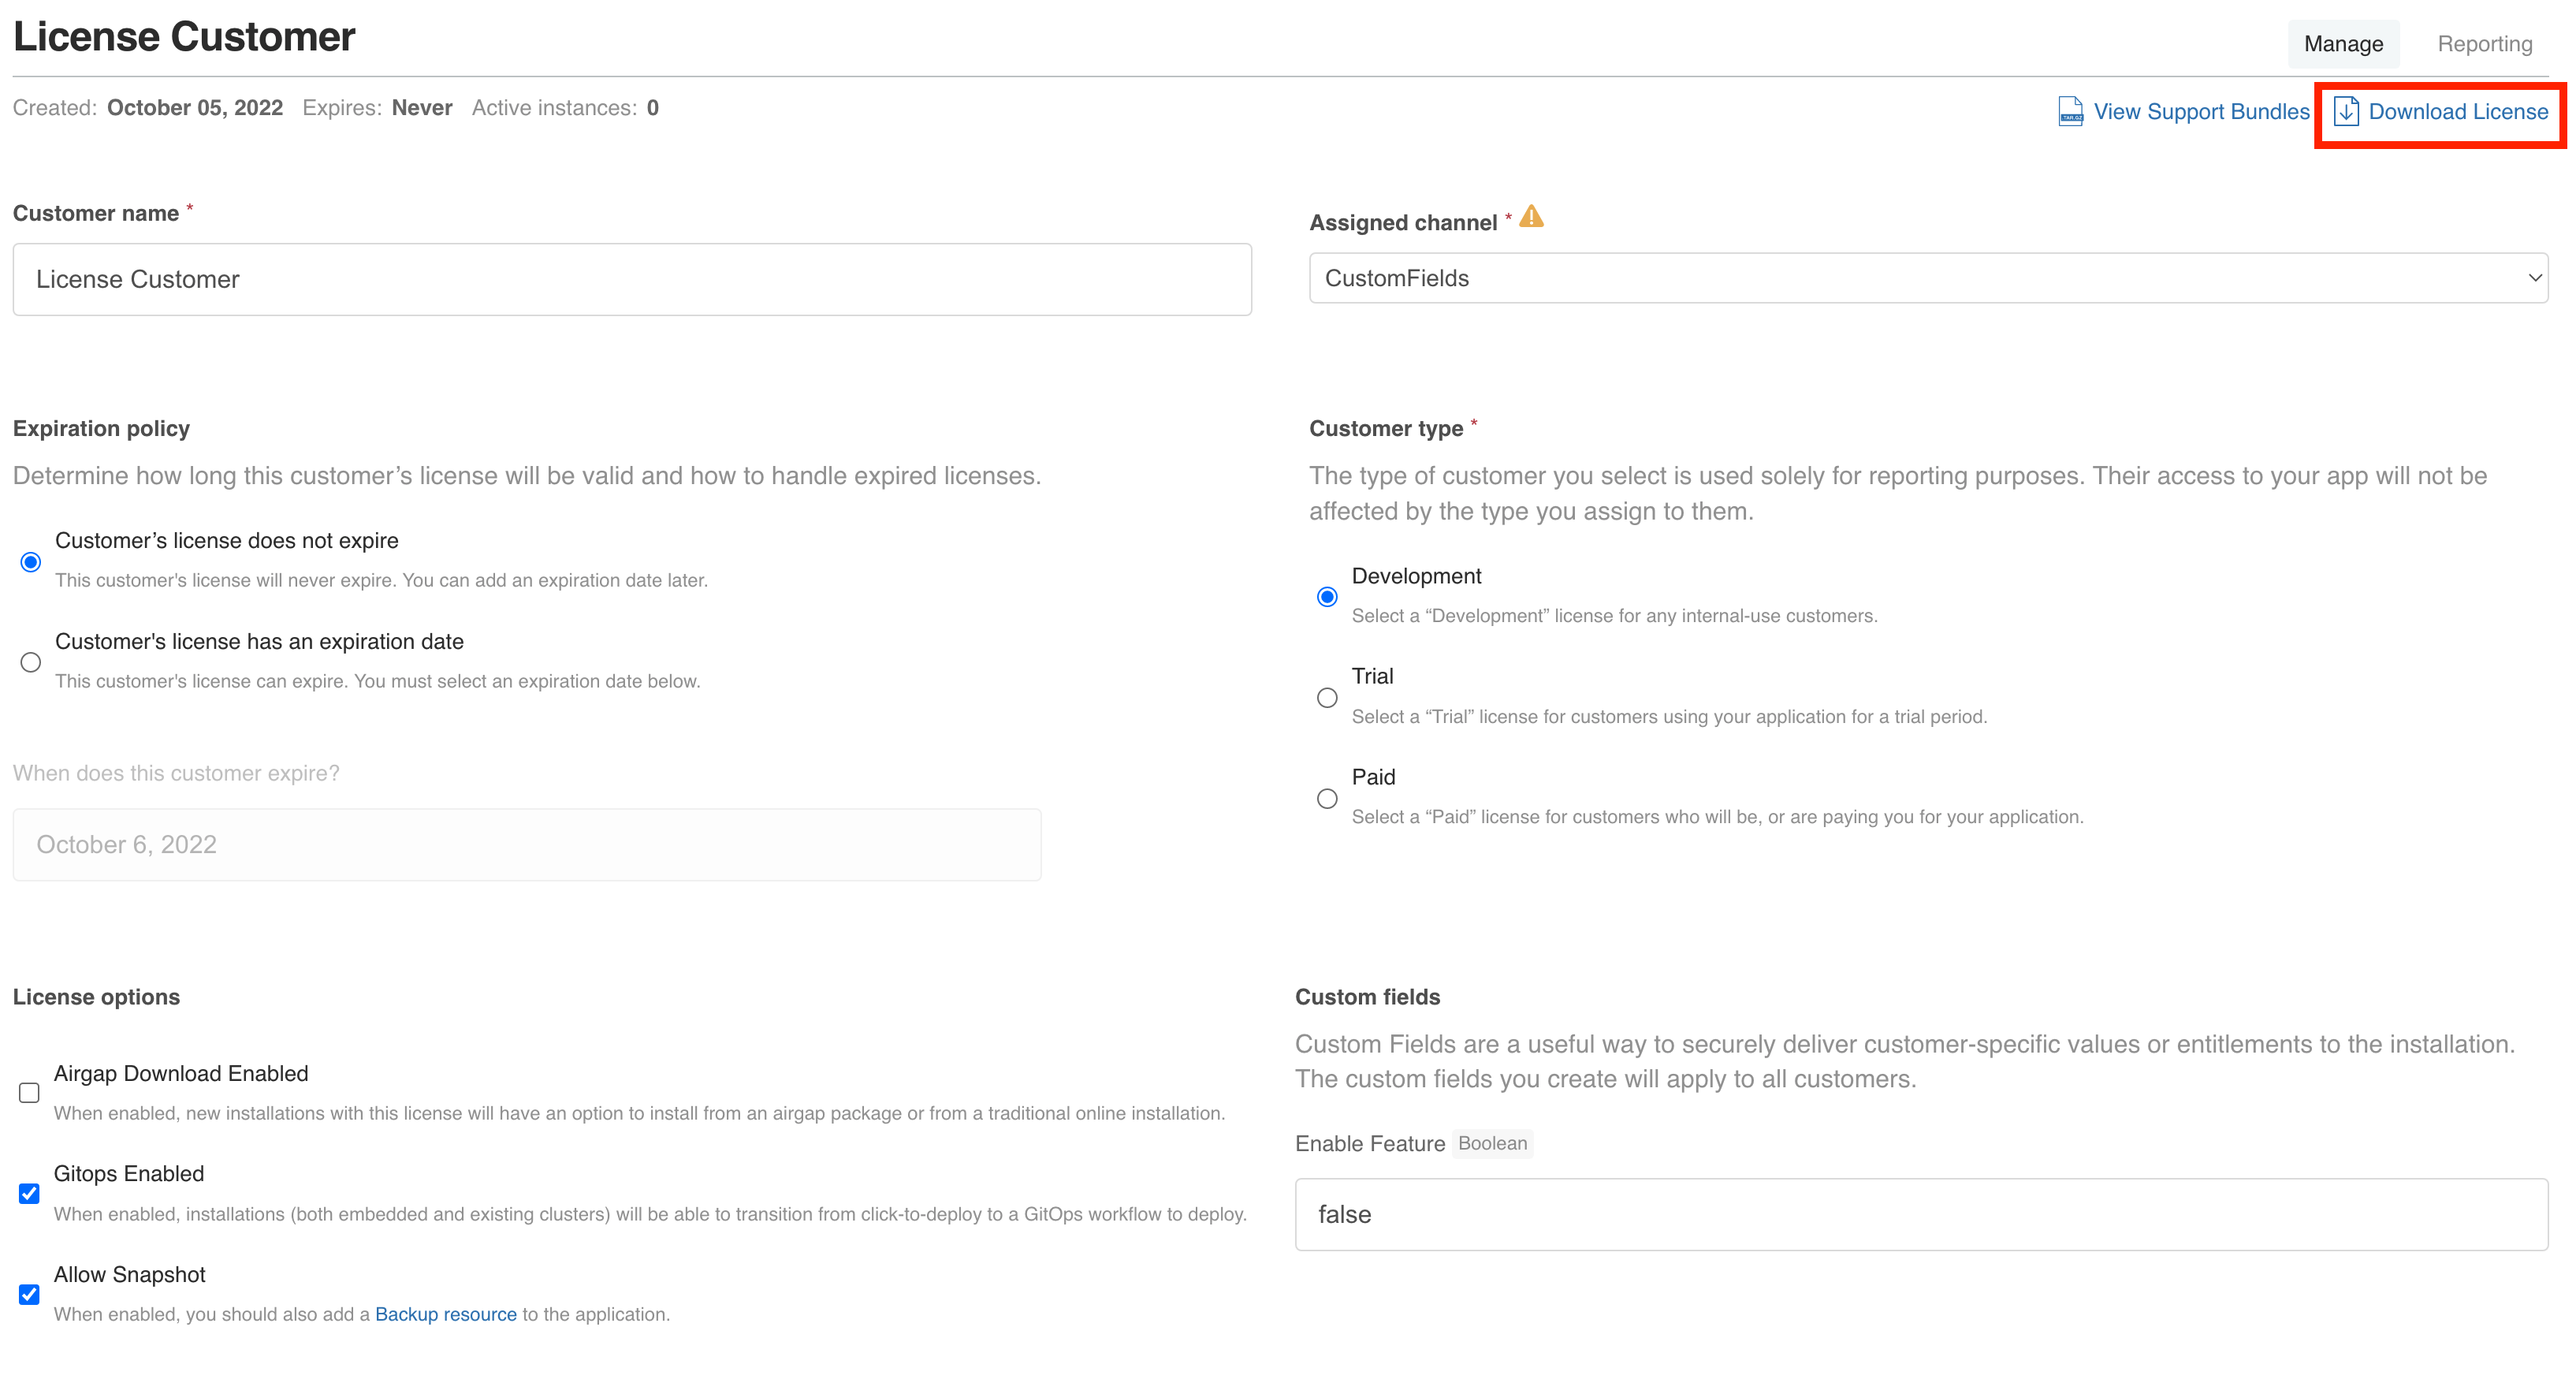 License Customer
Manage
Reporting
Created: October 05, 2022 Expires: Never Active instances: 0
TAR.GZ
View Support Bundles
Download License
Customer name *
License Customer
Assigned channel *
CustomFields
Expiration policy
Determine how long this customer’s license will be valid and how to handle expired licenses.
Customer’s license does not expire
This customer's license will never expire. You can add an expiration date later.
Customer's license has an expiration date
This customer's license can expire. You must select an expiration date below.
When does this customer expire?
October 6, 2022
Customer type *
The type of customer you select is used solely for reporting purposes. Their access to your app will not be
affected by the type you assign to them.
Development
Select a “Development” license for any internal-use customers.
Trial
Select a “Trial” license for customers using your application for a trial period.
Paid
Select a “Paid” license for customers who will be, or are paying you for your application.
License options
Airgap Download Enabled
When enabled, new installations with this license will have an option to install from an airgap package or from a traditional online installation.
Gitops Enabled
When enabled, installations (both embedded and existing clusters) will be able to transition from click-to-deploy to a GitOps workflow to deploy.
Allow Snapshot
When enabled, you should also add a Backup resource to the application.
Custom fields
Custom Fields are a useful way to securely deliver customer-specific values or entitlements to the installation.
The custom fields you create will apply to all customers.
Enable Feature Boolean
false